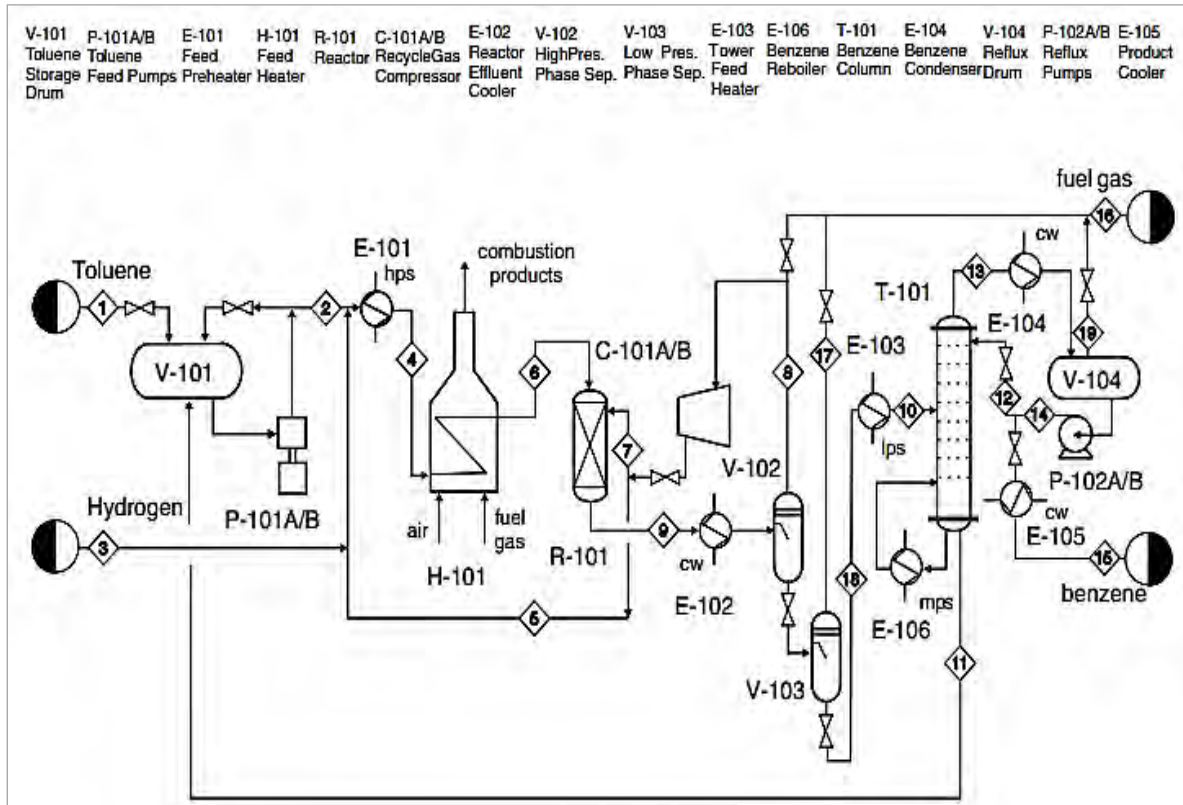 V-101 P-101A/B E-101 H-101 R-101 C-101A/B E-102 V-102 V-103 E-103 E-106 T-101 E-104 V-104 P-102A/B E-105
Toluene Toluene Feed Feed Reactor RecycleGas Reactor HighPres. Low Pres. Tower Benzene Benzene Benzene Reflux Reflux Product
Storage Feed Pumps Preheater Heater Compressor Effluent Phase Sep. Phase Sep. Feed Reboiler Column Condenser Drum Pumps Cooler
Drum Cooler Heater
fuel gas
16
E-101
hps
combustion
products
cw
13
Toluene
1
2
T-101
E-104
19
V-101
4
6
C-101A/B
8
17
E-103
10
lps
12
14
V-104
7
V-102
P-102A/B
Hydrogen
P-101A/B
3
air
fuel
gas
H-101
R-101
9
cw
E-102
18
mps
E-106
cw
E-105
15
benzene
5
V-103
11